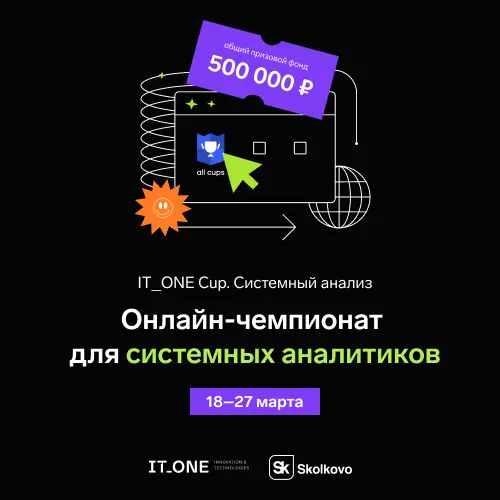 общий призовой фонд
500 000 ₽
all cups
IT_ONE Cup. Системный анализ
Онлайн-чемпионат
для системных аналитиков
18–27 марта
IT_ONE INNOVATION &
TECHNOLOGIES
Sk Skolkovo